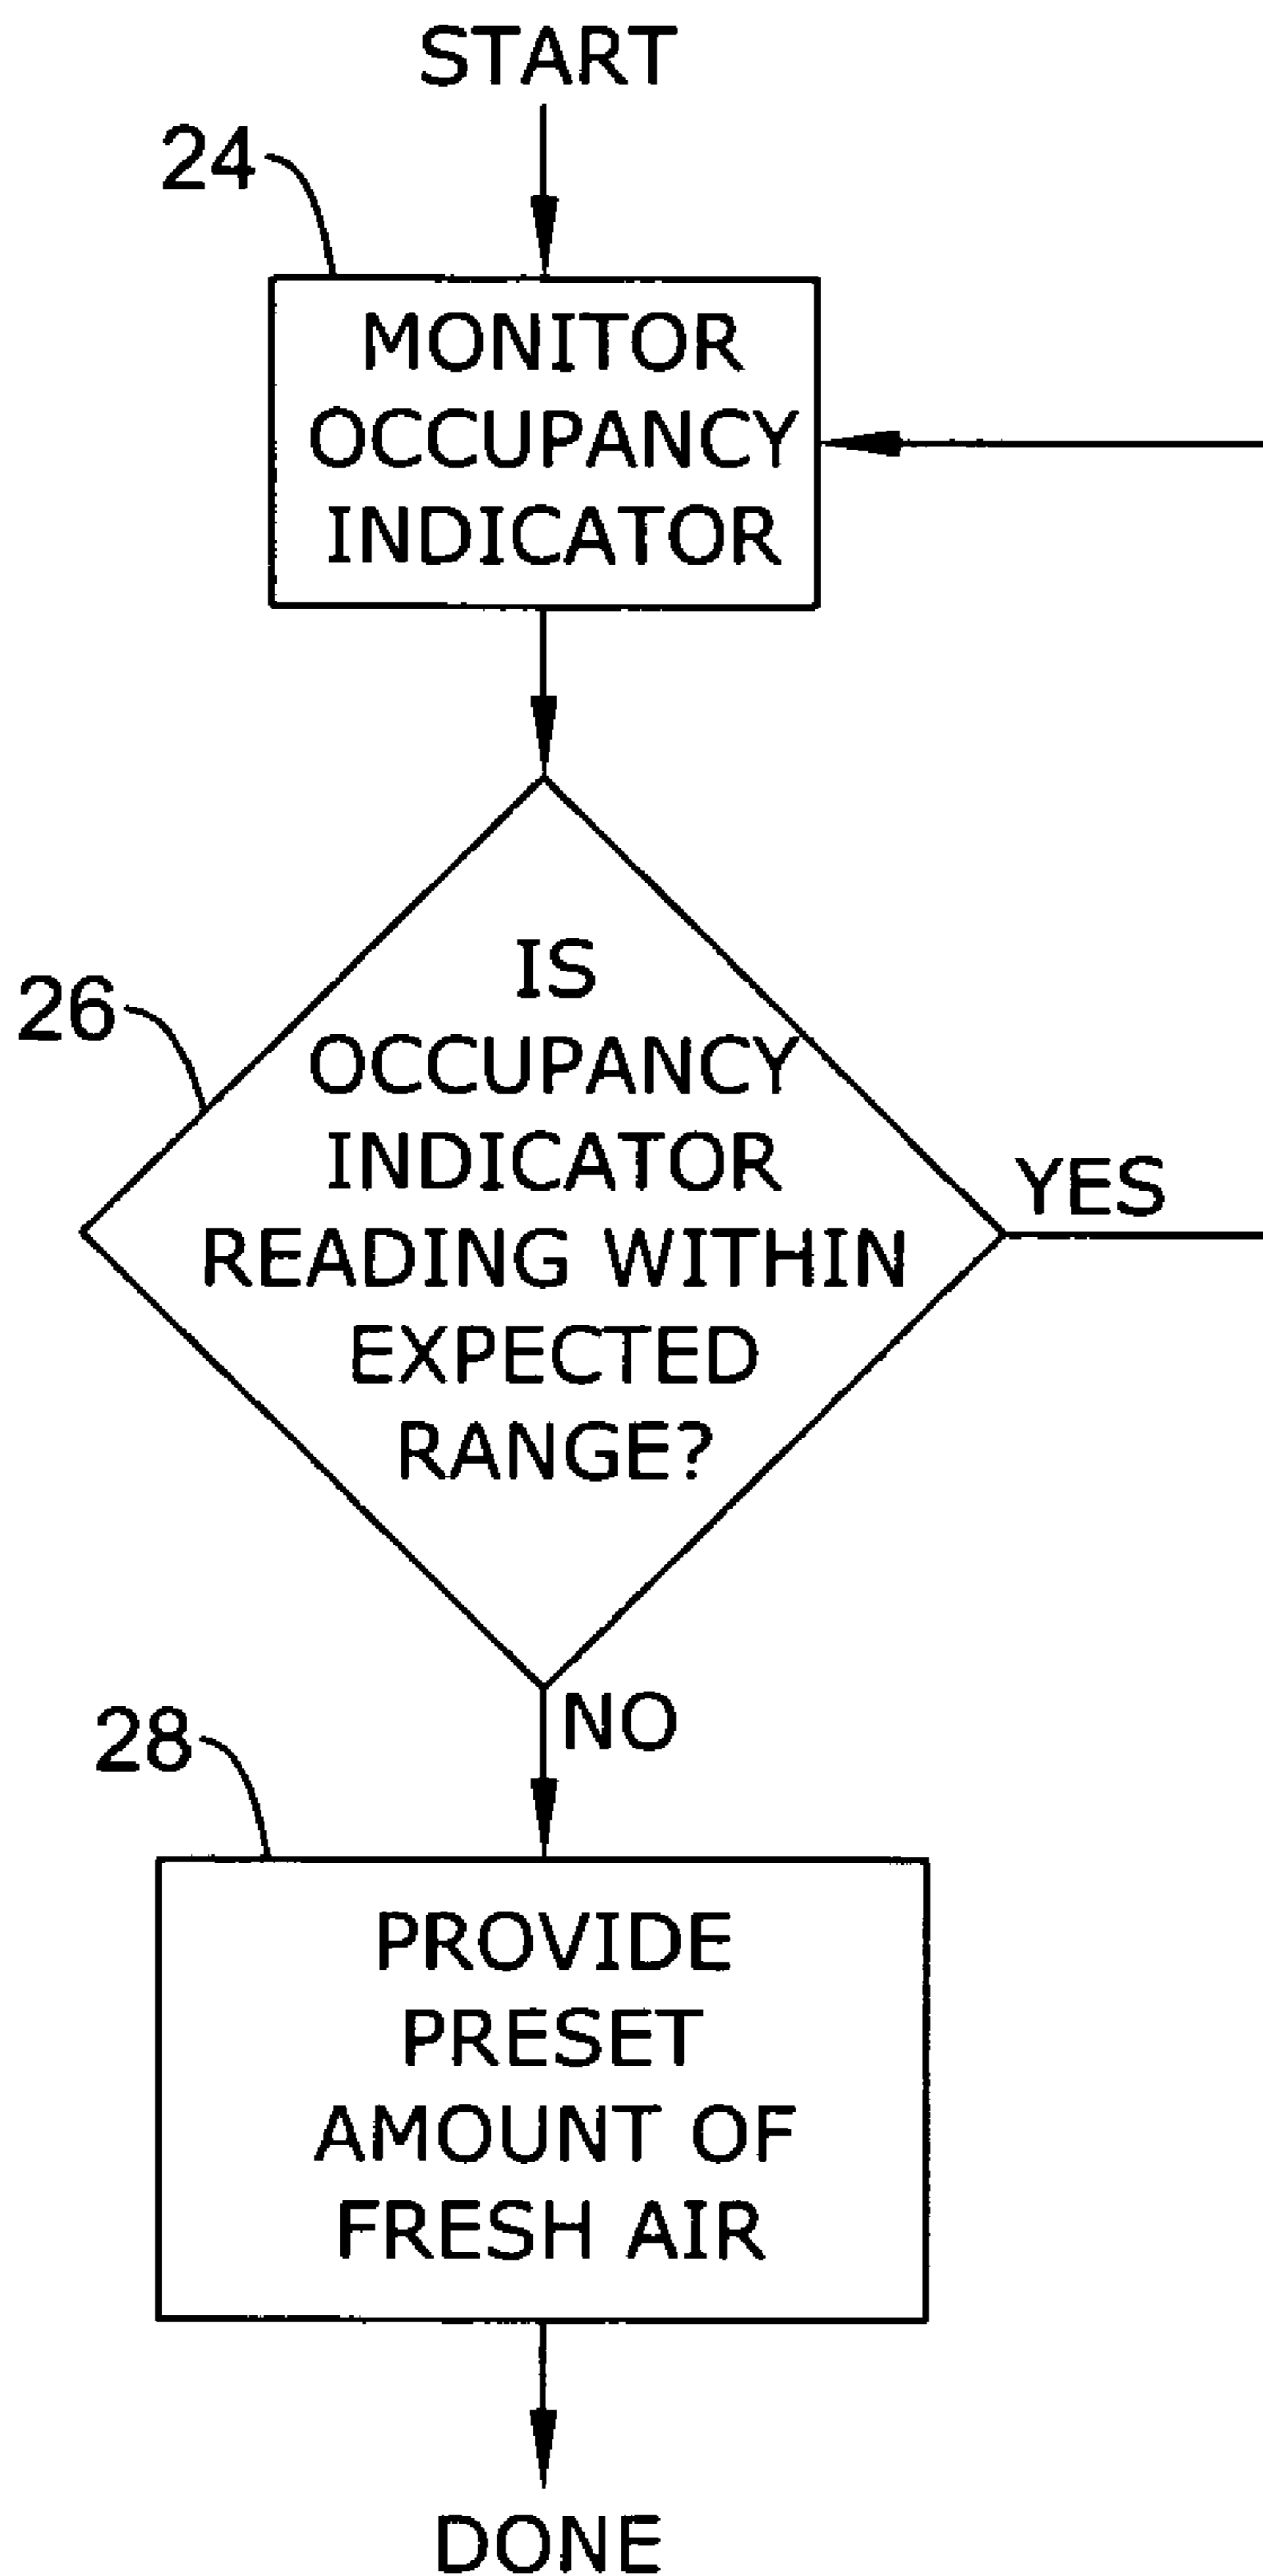 START
24
MONITOR
OCCUPANCY
INDICATOR
26
IS
OCCUPANCY
INDICATOR
READING WITHIN
EXPECTED
RANGE?
YES
NO
28
PROVIDE
PRESET
AMOUNT OF
FRESH AIR
DONE